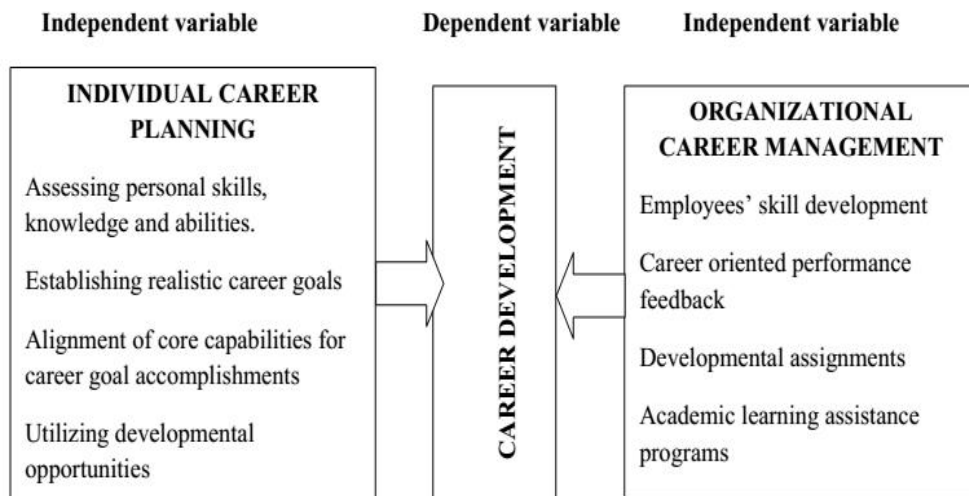 Independent variable
Dependent variable
Independent variable
INDIVIDUAL CAREER
PLANNING
Assessing personal skills,
knowledge and abilities.
Establishing realistic career goals
Alignment of core capabilities for
career goal accomplishments
Utilizing developmental
opportunities
CAREER DEVELOPMENT
ORGANIZATIONAL
CAREER MANAGEMENT
Employees’ skill development
Career oriented performance
feedback
Developmental assignments
Academic learning assistance
programs